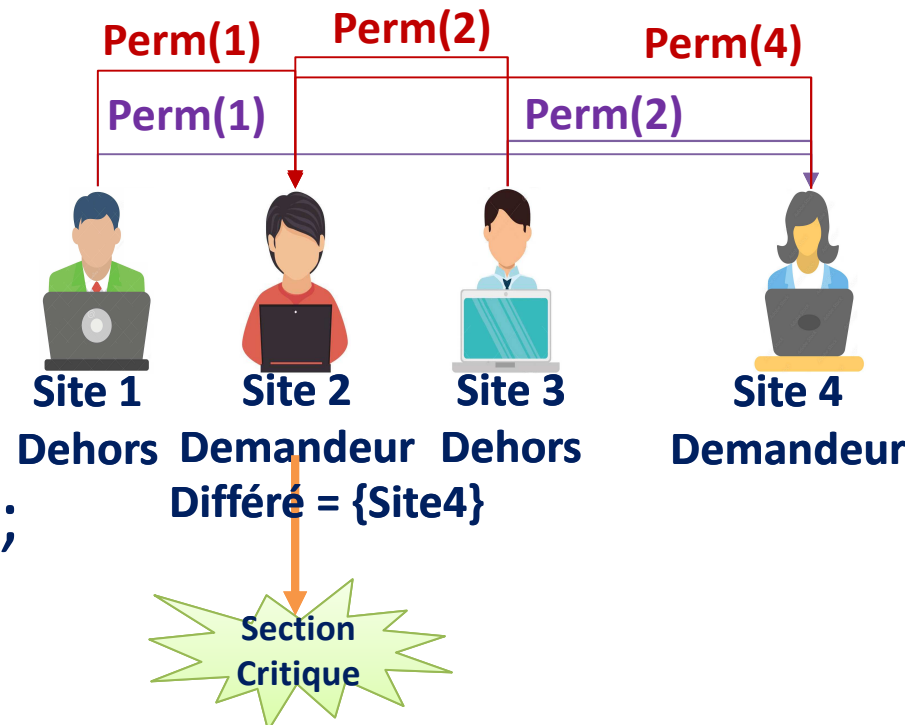 Perm(1) Perm(2) Perm(4)
Perm(1) Perm(2)
Site 1 Site 2 Site 3 Site 4
Dehors Demandeur Dehors Demandeur
; Différé = {Site4}
Section
Critique